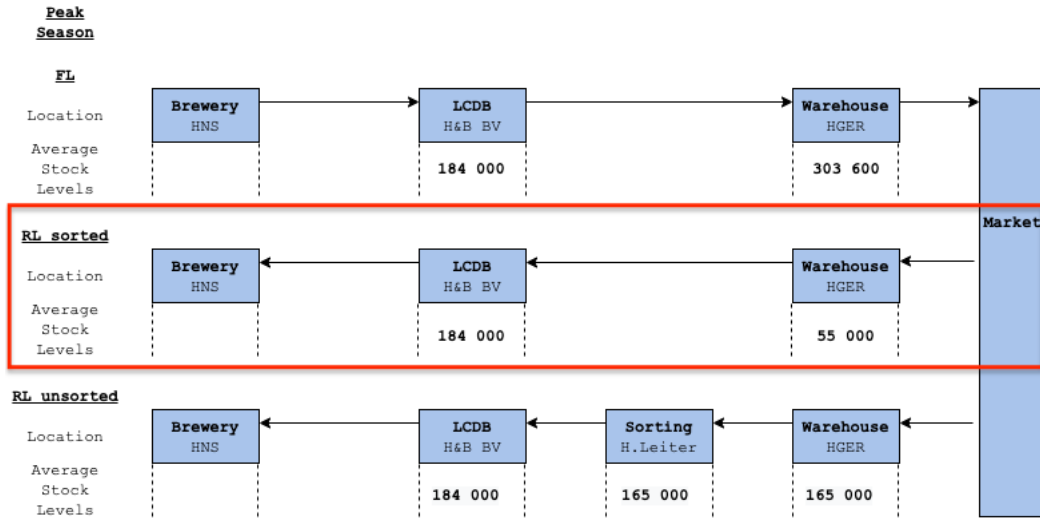 Peak
Season
FL
Location
Brewery
HNS
LCDB
H&B BV
Warehouse
HGER
Average
Stock
Levels
184 000
303 600
Market
RL sorted
Location
Brewery
HNS
LCDB
H&B BV
Warehouse
HGER
Average
Stock
Levels
184 000
55 000
RL unsorted
Location
Brewery
HNS
LCDB
H&B BV
Sorting
H.Leiter
Warehouse
HGER
Average
Stock
Levels
184 000
165 000
165 000